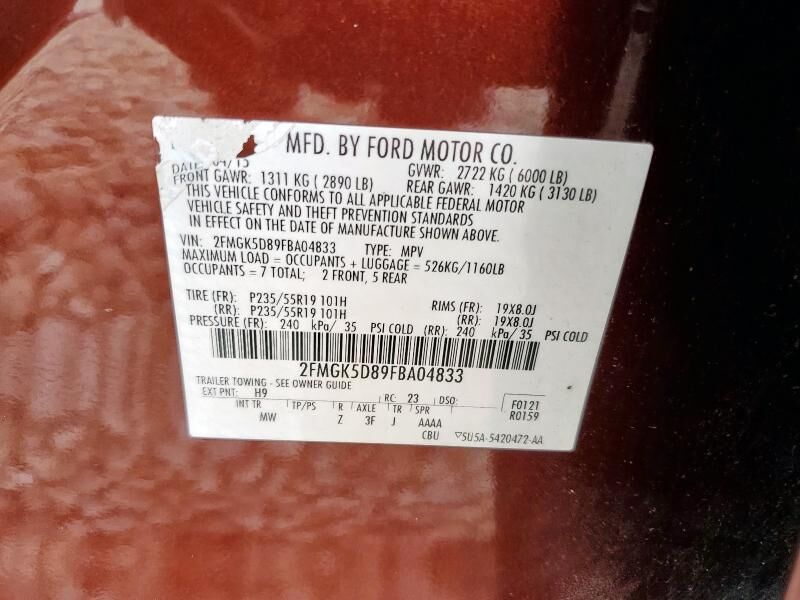 MFD. BY FORD MOTOR CO.
DATE: 04/15
GVWR: 2722 KG ( 6000 LB)
FRONT GAWR: 1311 KG ( 2890 LB)
REAR GAWR: 1420 KG ( 3130 LB)
THIS VEHICLE CONFORMS TO ALL APPLICABLE FEDERAL MOTOR
VEHICLE SAFETY AND THEFT PREVENTION STANDARDS
IN EFFECT ON THE DATE OF MANUFACTURE SHOWN ABOVE.
VIN: 2FMGK5D89FBA04833 TYPE: MPV
MAXIMUM LOAD = OCCUPANTS + LUGGAGE = 526KG/1160LB
OCCUPANTS = 7 TOTAL; 2 FRONT, 5 REAR
TIRE (FR): P235/55R19 101H RIMS (FR): 19X8.0J
(RR): P235/55R19 101H (RR): 19X8.0J
PRESSURE (FR): 240 kPa/ 35 PSI COLD (RR): 240 kPa/ 35 PSI COLD
2FMGK5D89FBA04833
TRAILER TOWING - SEE OWNER GUIDE
EXT PNT: H9 RC: 23 DSO: F0121
INT TR TP/PS R AXLE TR SPR R0159
MW Z 3F J AAAA
CBU ▽SU5A-5420472-AA